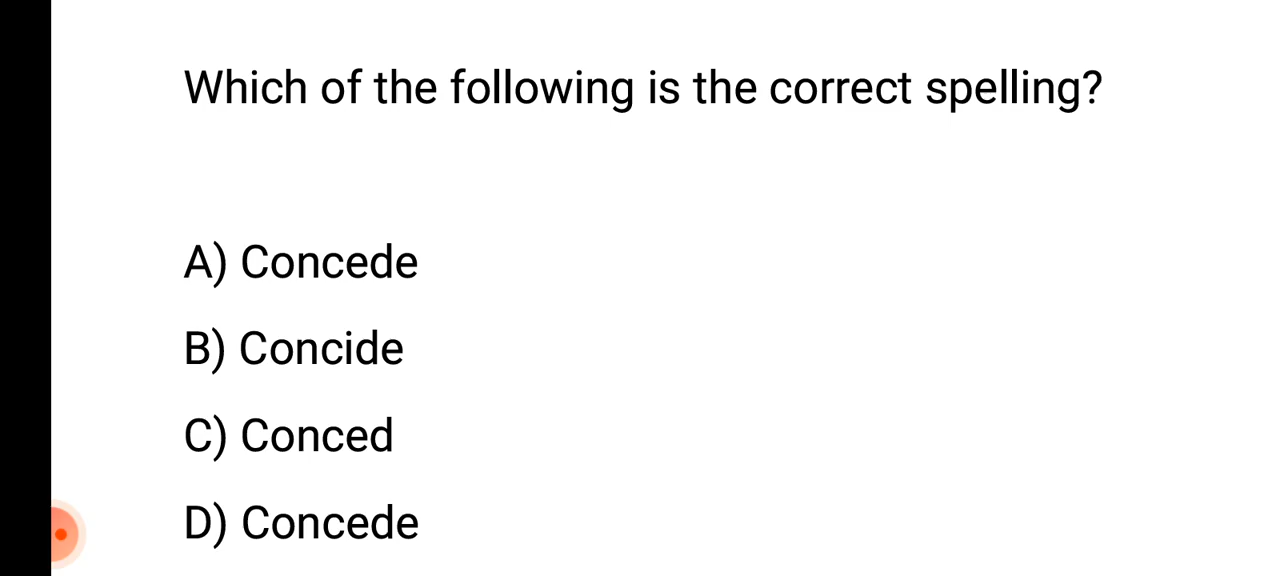 Which of the following is the correct spelling?
A) Concede
B) Concide
C) Conced
D) Concede